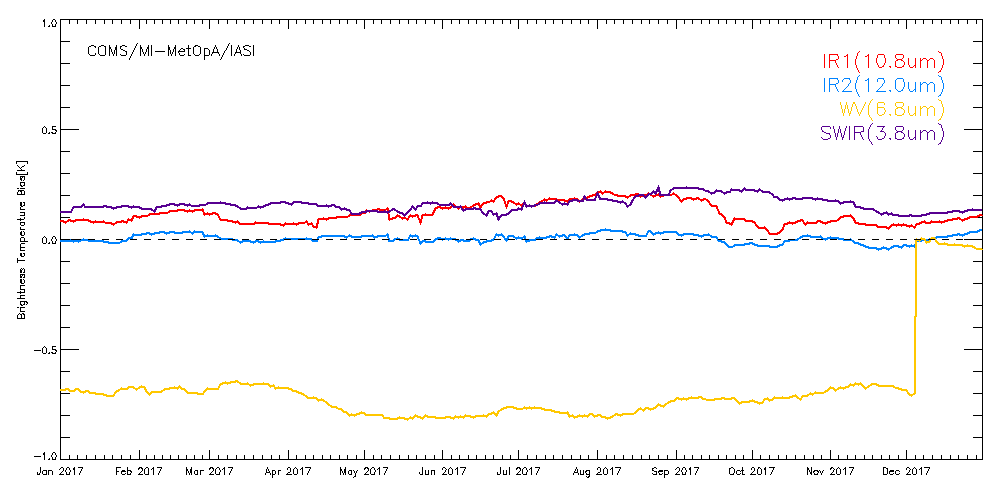 COMS/MI-MetOpA/IASI
IR1(10.8um)
IR2(12.0um)
WV(6.8um)
SWIR(3.8um)
Brightness Temperature Bias[K]
1.0
0.5
0.0
-0.5
-1.0
Jan 2017 Feb 2017 Mar 2017 Apr 2017 May 2017 Jun 2017 Jul 2017 Aug 2017 Sep 2017 Oct 2017 Nov 2017 Dec 2017